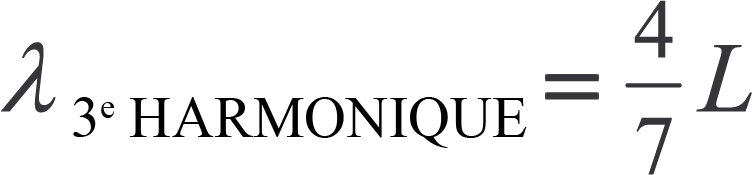 λ 3e HARMONIQUE = 4/7 L